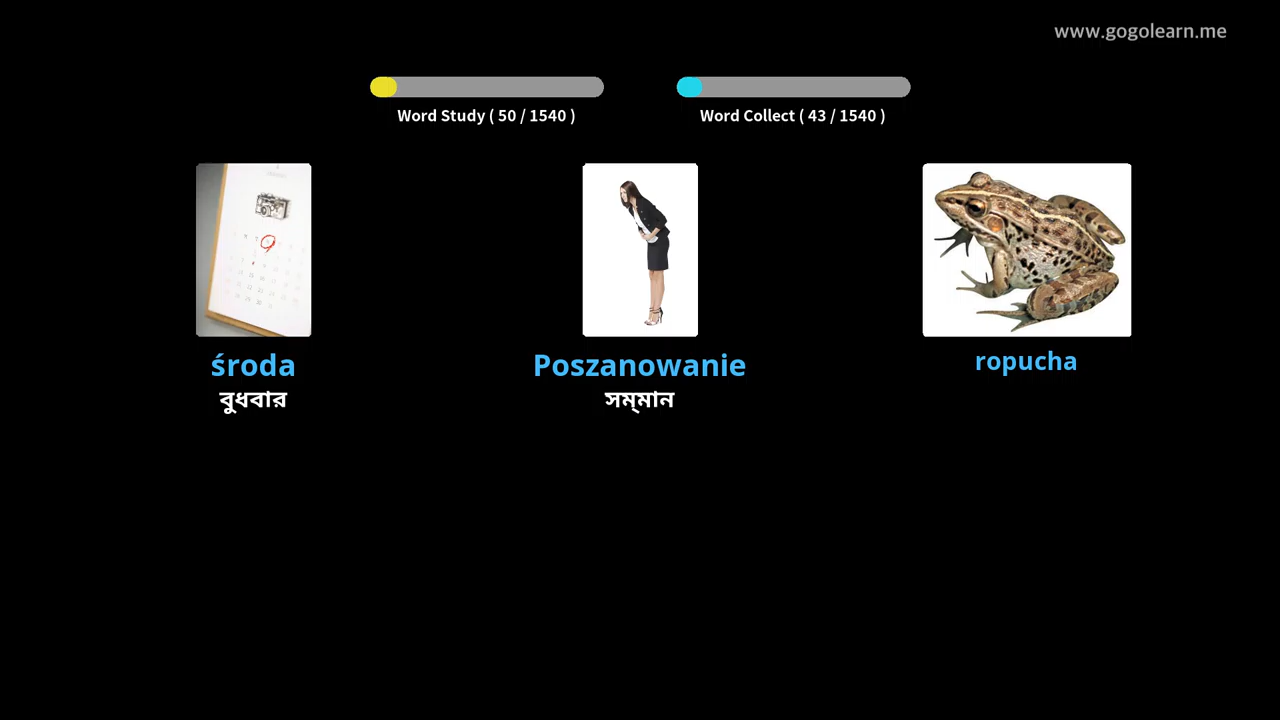 www.gogolearn.me
Word Study ( 50 / 1540 )
Word Collect ( 43 / 1540 )
środa
বুধবার
Poszanowanie
সম্মান
ropucha